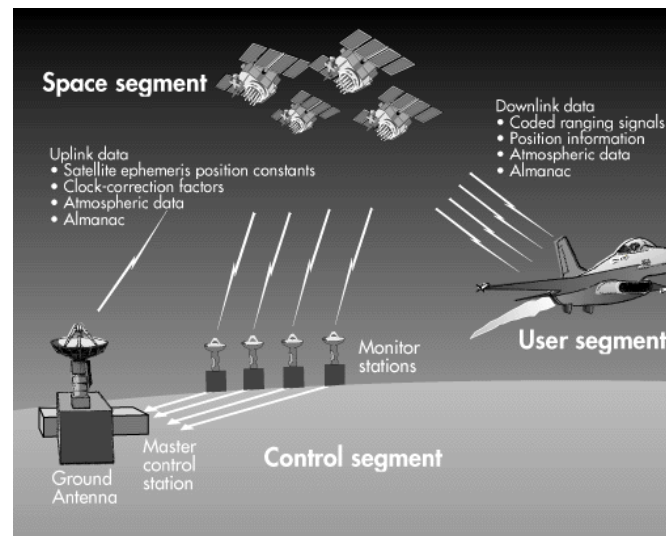 Space segment
Downlink data
• Coded ranging signals
• Position information
• Atmospheric data
• Almanac
Uplink data
• Satellite ephemeris position constants
• Clock-correction factors
• Atmospheric data
• Almanac
User segment
Monitor
stations
Master
control
station
Control segment
Ground
Antenna